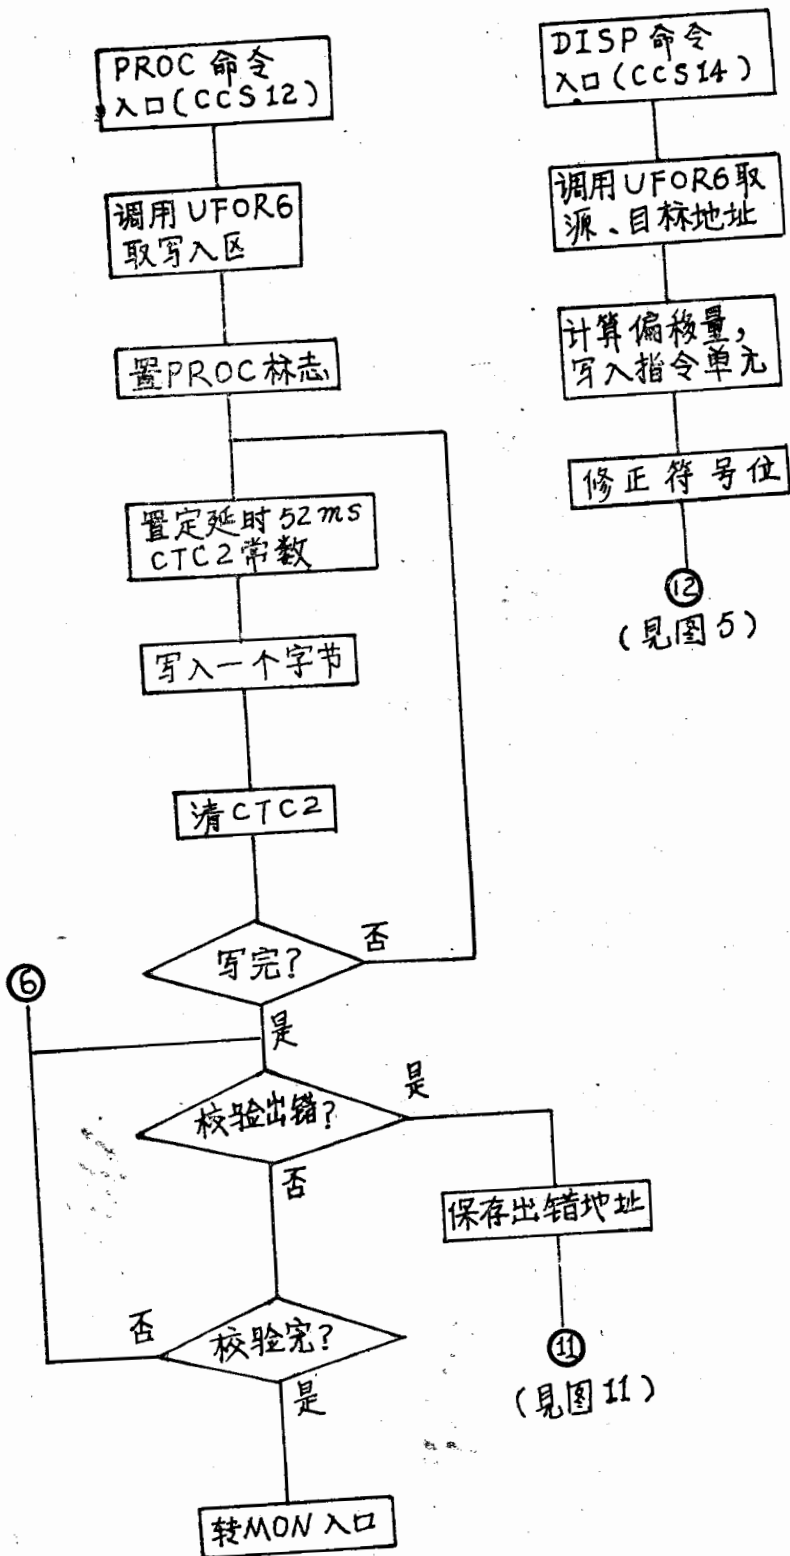 PROC 命令
入口(CCS12)
调用UFOR6
取写入区
置PROC标志
置定延时52ms
CTC2常数
写入一个字节
清CTC2
写完?
否
是
⑥
校验出错?
是
否
保存出错地址
⑪
(见图11)
校验完?
否
是
转MON入口
DISP命令
入口(CCS14)
调用UFOR6取
源、目标地址
计算偏移量,
写入指令单元
修正符号位
⑫
(见图5)